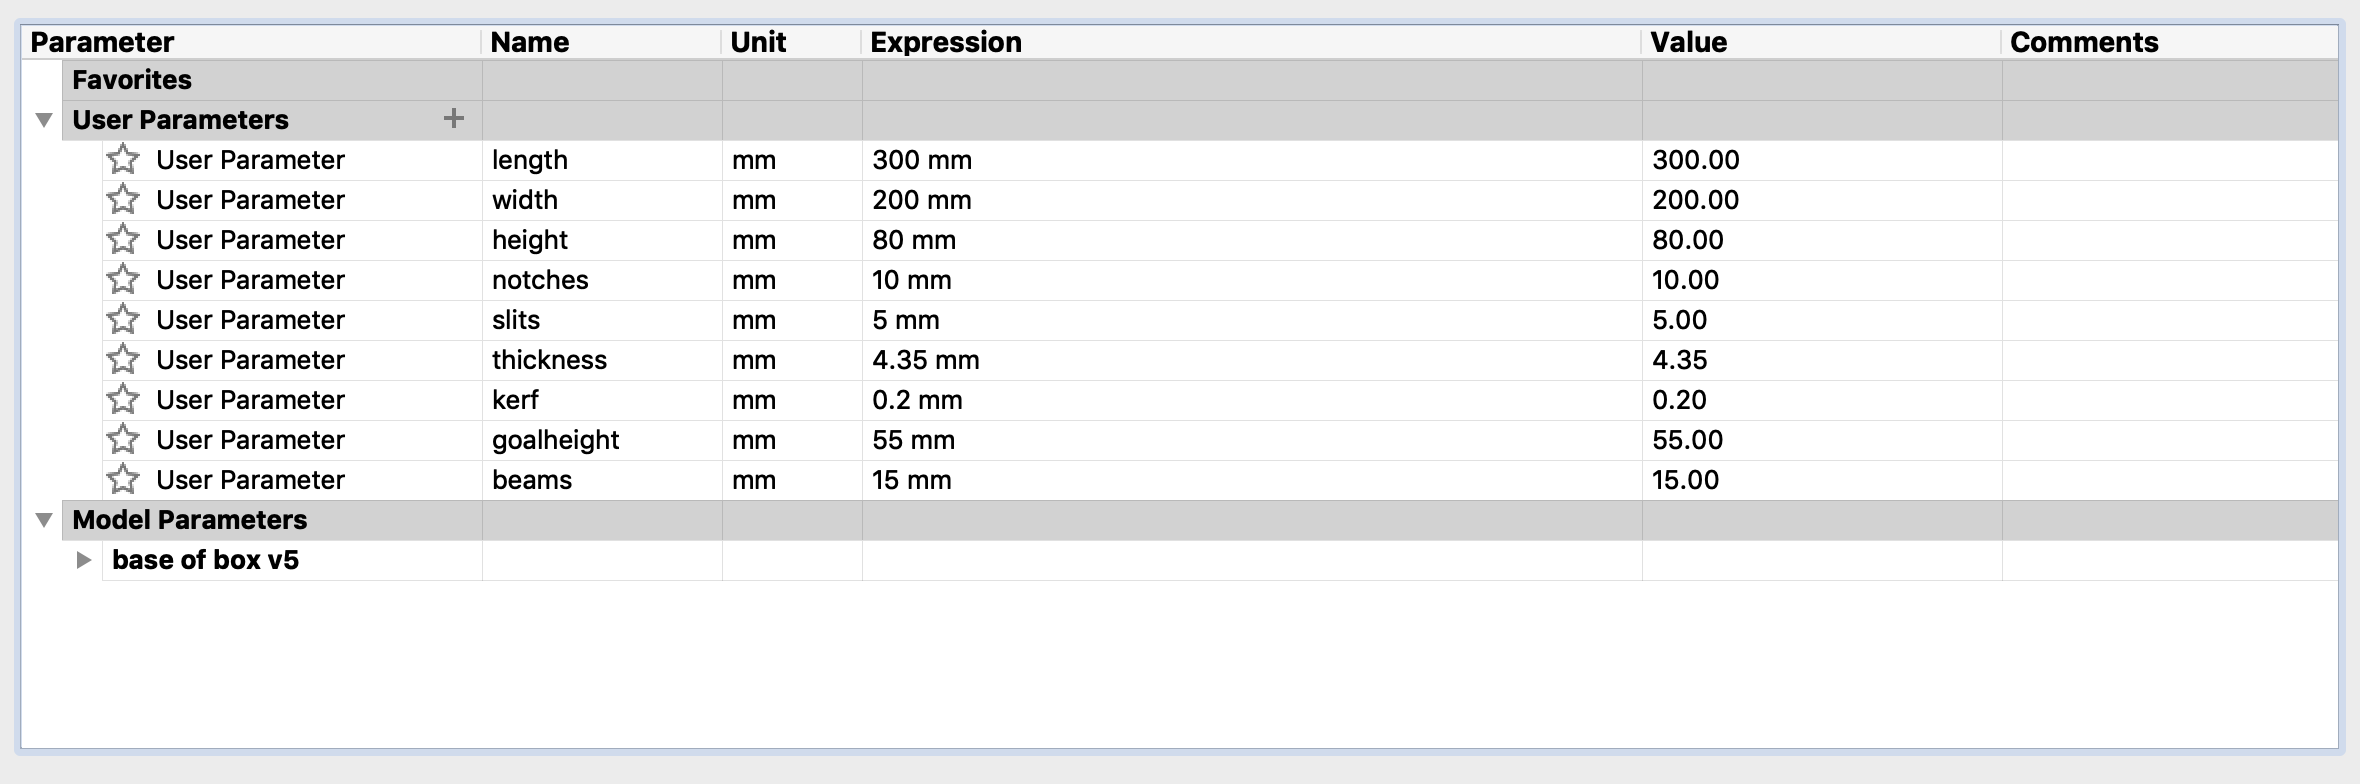 Parameter Name Unit Expression Value Comments
Favorites
User Parameters +
User Parameter length mm 300 mm 300.00
User Parameter width mm 200 mm 200.00
User Parameter height mm 80 mm 80.00
User Parameter notches mm 10 mm 10.00
User Parameter slits mm 5 mm 5.00
User Parameter thickness mm 4.35 mm 4.35
User Parameter kerf mm 0.2 mm 0.20
User Parameter goalheight mm 55 mm 55.00
User Parameter beams mm 15 mm 15.00
Model Parameters
base of box v5